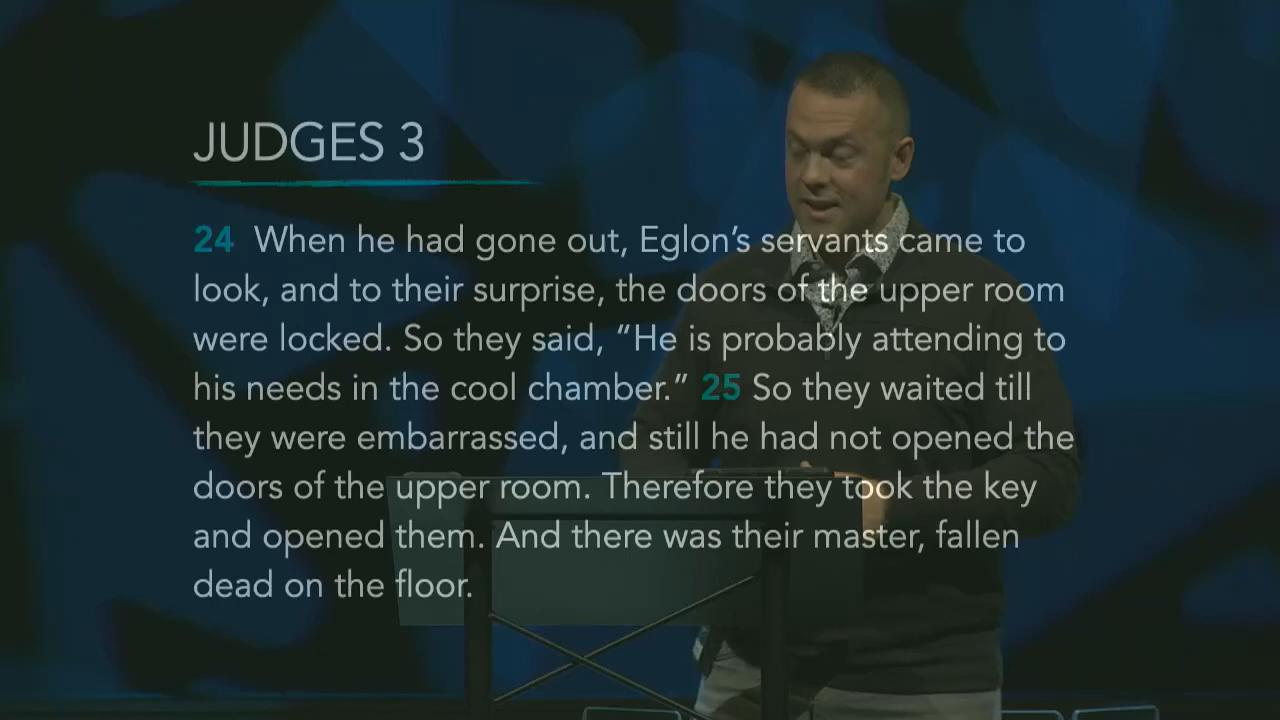 JUDGES 3
24 When he had gone out, Eglon’s servants came to
look, and to their surprise, the doors of the upper room
were locked. So they said, “He is probably attending to
his needs in the cool chamber.” 25 So they waited till
they were embarrassed, and still he had not opened the
doors of the upper room. Therefore they took the key
and opened them. And there was their master, fallen
dead on the floor.